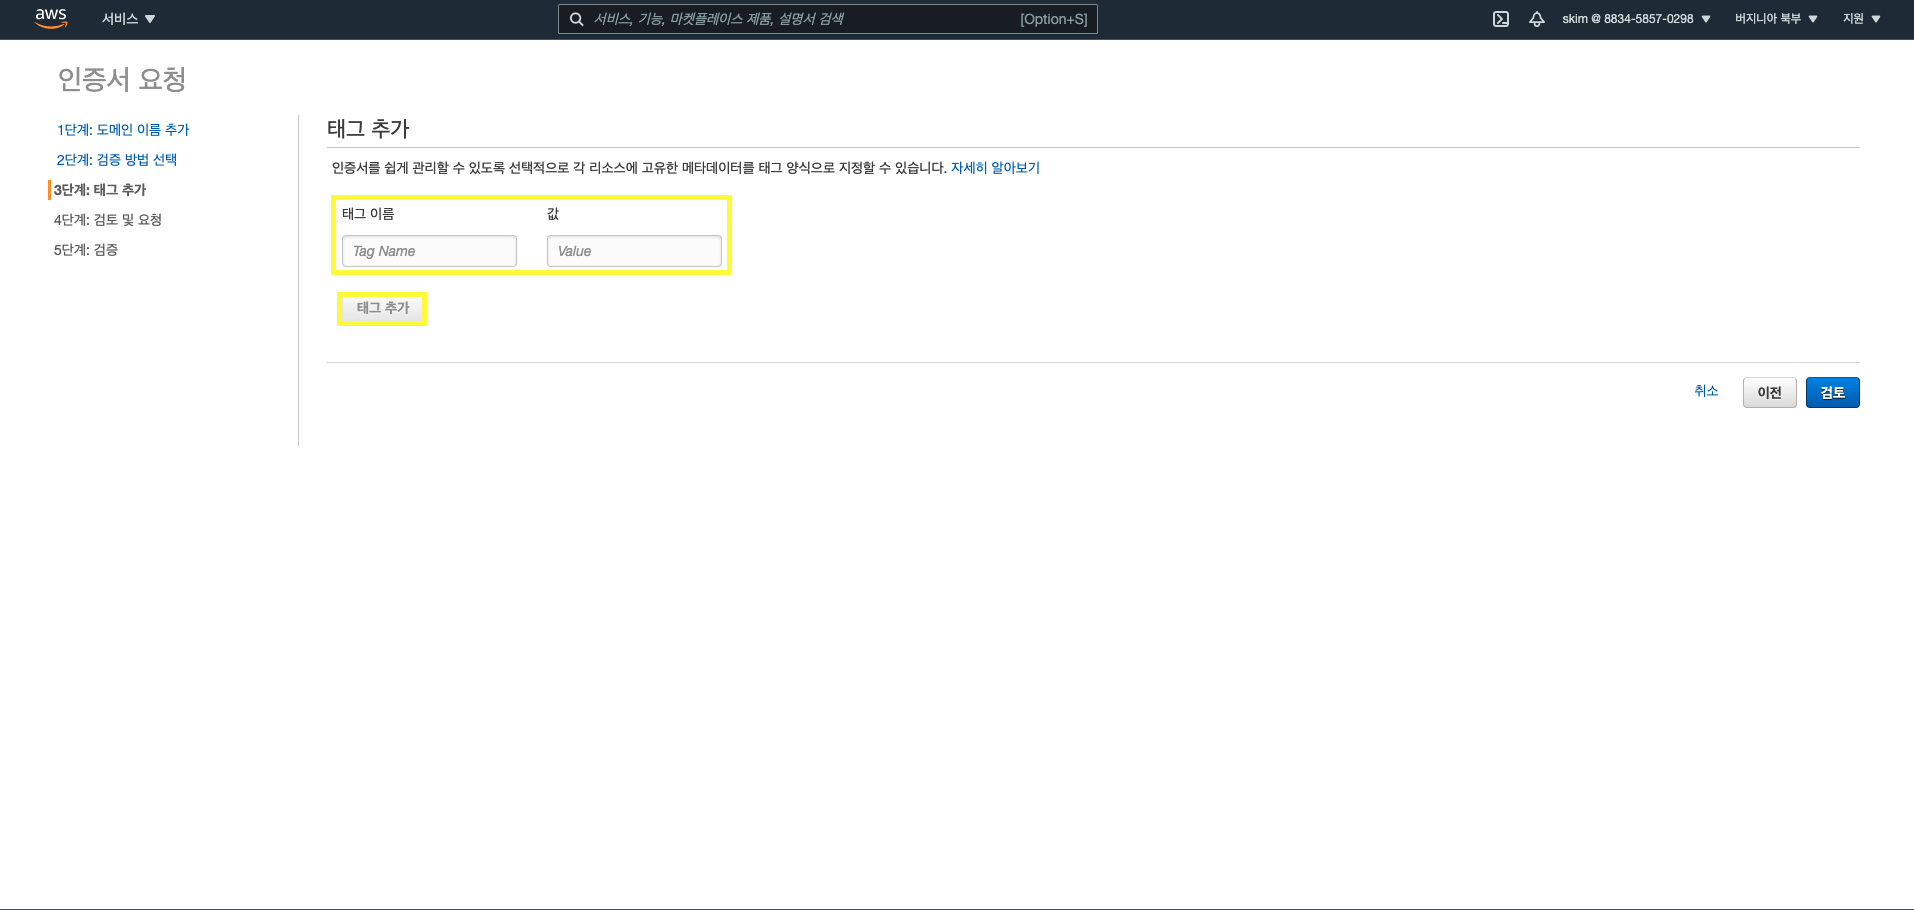 aws 서비스 서비스, 기능, 마켓플레이스 제품, 설명서 검색 [Option+S] skim @ 8834-5857-0298 버지니아 북부 지원
인증서 요청
1단계: 도메인 이름 추가
2단계: 검증 방법 선택
3단계: 태그 추가
4단계: 검토 및 요청
5단계: 검증
태그 추가
인증서를 쉽게 관리할 수 있도록 선택적으로 각 리소스에 고유한 메타데이터를 태그 양식으로 지정할 수 있습니다. 자세히 알아보기
태그 이름 값
Tag Name Value
태그 추가
취소 이전 검토